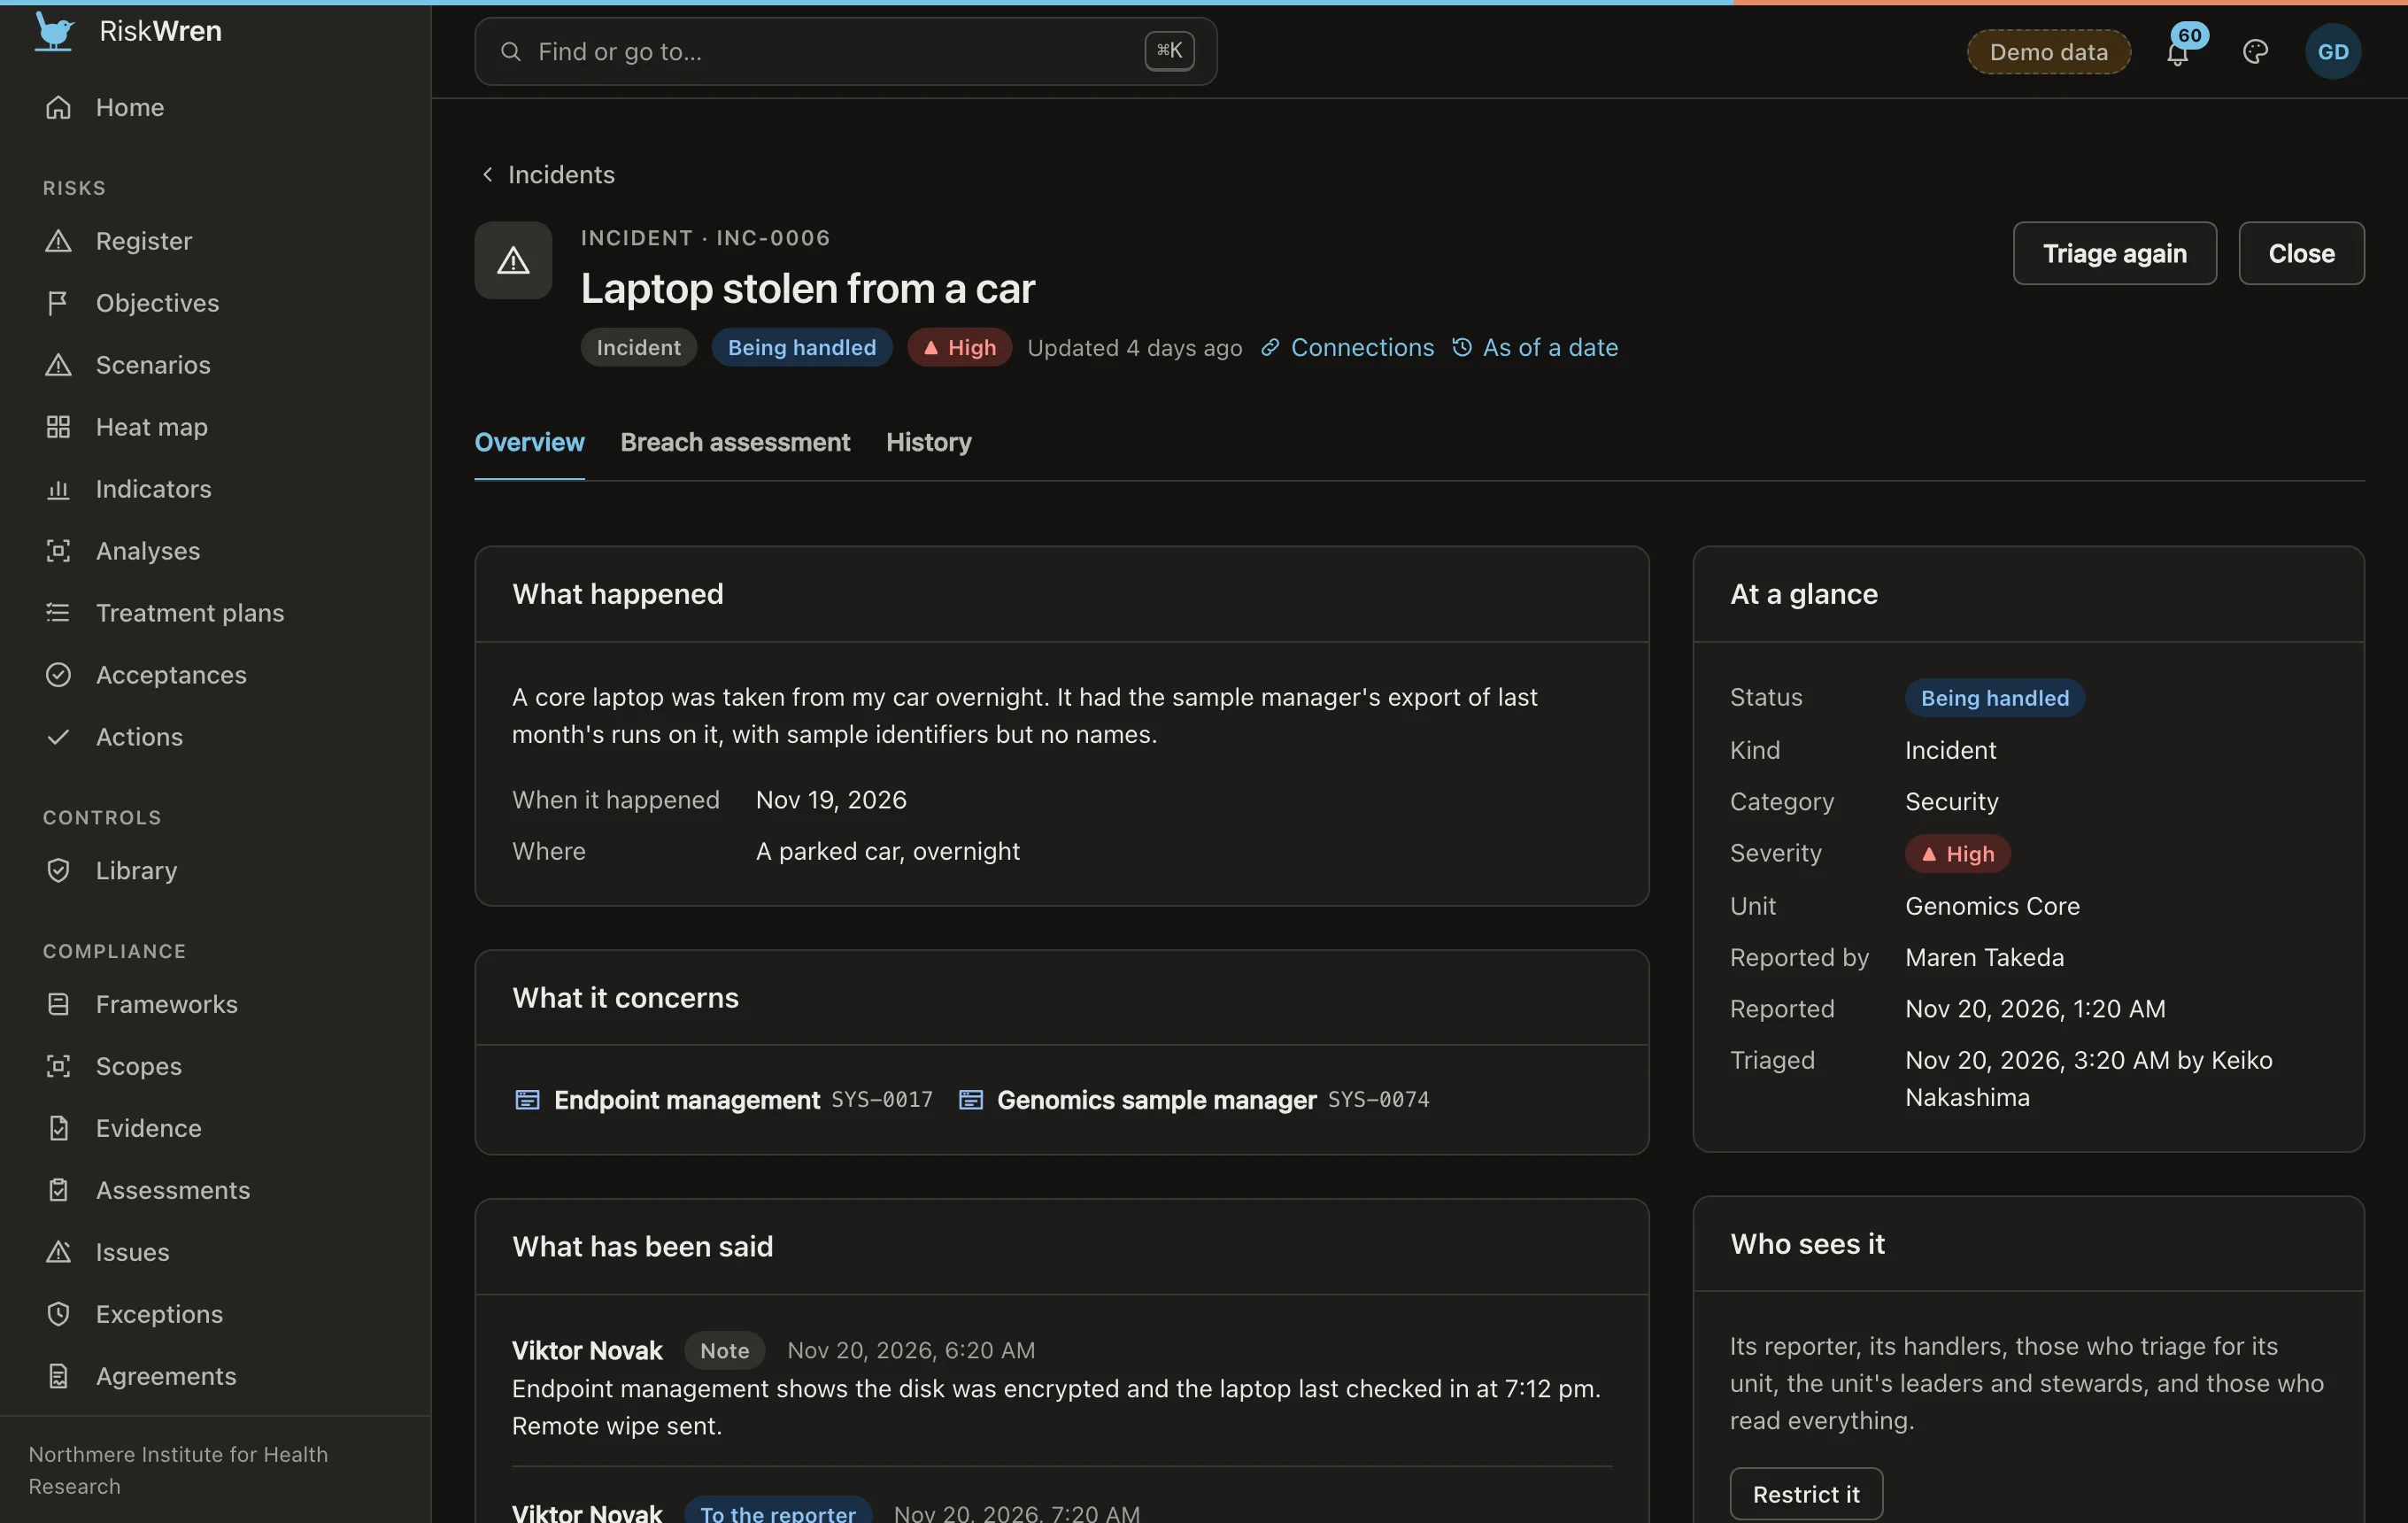 RiskWren
Find or go to...
⌘K
Demo data
60
GD
Home
RISKS
Register
Objectives
Scenarios
Heat map
Indicators
Analyses
Treatment plans
Acceptances
Actions
CONTROLS
Library
COMPLIANCE
Frameworks
Scopes
Evidence
Assessments
Issues
Exceptions
Agreements
Northmere Institute for Health
Research
Incidents
INCIDENT · INC-0006
Laptop stolen from a car
Incident Being handled High Updated 4 days ago Connections As of a date
Triage again
Close
Overview Breach assessment History
What happened
A core laptop was taken from my car overnight. It had the sample manager's export of last
month's runs on it, with sample identifiers but no names.
When it happened Nov 19, 2026
Where A parked car, overnight
What it concerns
Endpoint management SYS-0017 Genomics sample manager SYS-0074
What has been said
Viktor Novak Note Nov 20, 2026, 6:20 AM
Endpoint management shows the disk was encrypted and the laptop last checked in at 7:12 pm.
Remote wipe sent.
Viktor Novak To the reporter Nov 20, 2026, 7:20 AM
At a glance
Status Being handled
Kind Incident
Category Security
Severity High
Unit Genomics Core
Reported by Maren Takeda
Reported Nov 20, 2026, 1:20 AM
Triaged Nov 20, 2026, 3:20 AM by Keiko
Nakashima
Who sees it
Its reporter, its handlers, those who triage for its
unit, the unit's leaders and stewards, and those who
read everything.
Restrict it